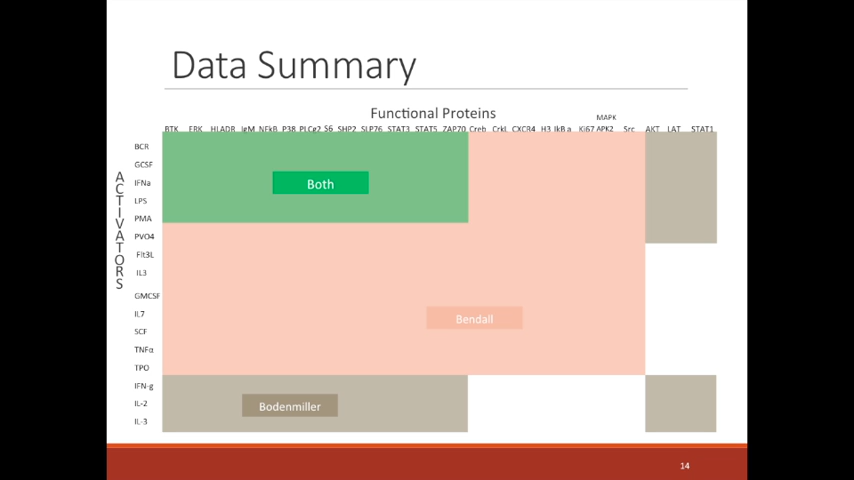 Data Summary
Functional Proteins
MAPK
BTK ERK HLADR IgM NFkB P38 PLCg2 S6 SHP2 SLP76 STAT3 STAT5 ZAP70 Creb CrkL CXCR4 H3 IkBa Ki67 APK2 Src AKT LAT STAT1
ACTIVATORS
BCR
GCSF
IFNa
Both
LPS
PMA
PVO4
Flt3L
IL3
GMCSF
IL7
Bendall
SCF
TNFα
TPO
IFN-g
IL-2
Bodenmiller
IL-3
14